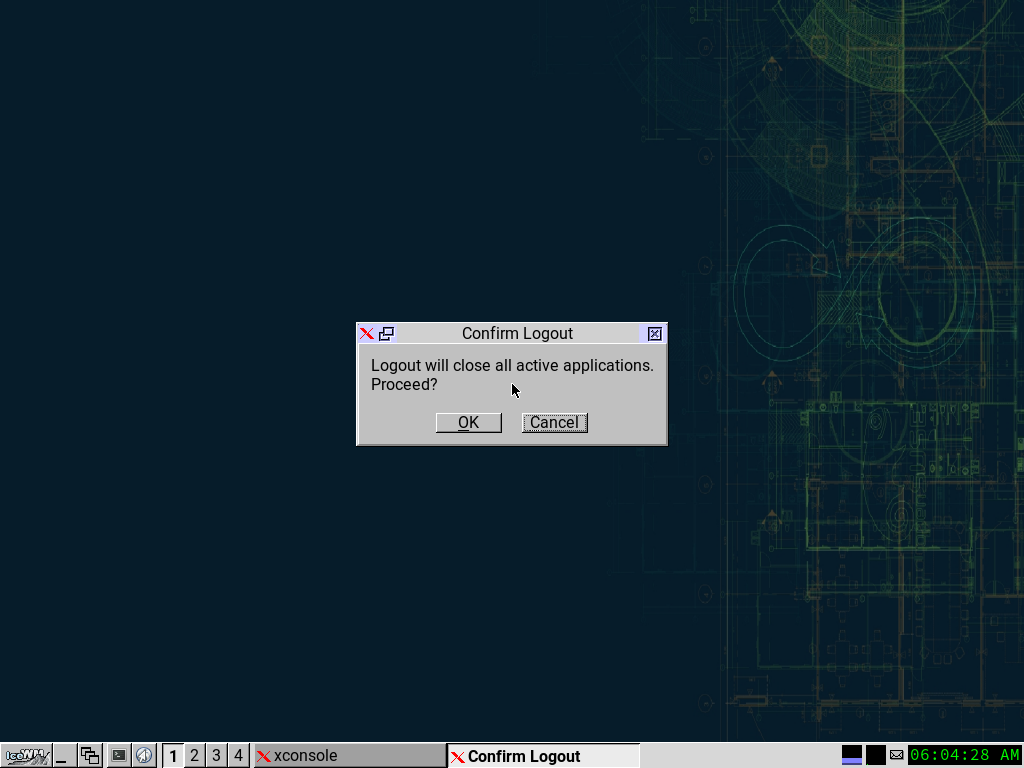 Confirm Logout
Logout will close all active applications.
Proceed?
OK
Cancel
IceWM
1
2
3
4
xconsole
Confirm Logout
06:04:28 AM